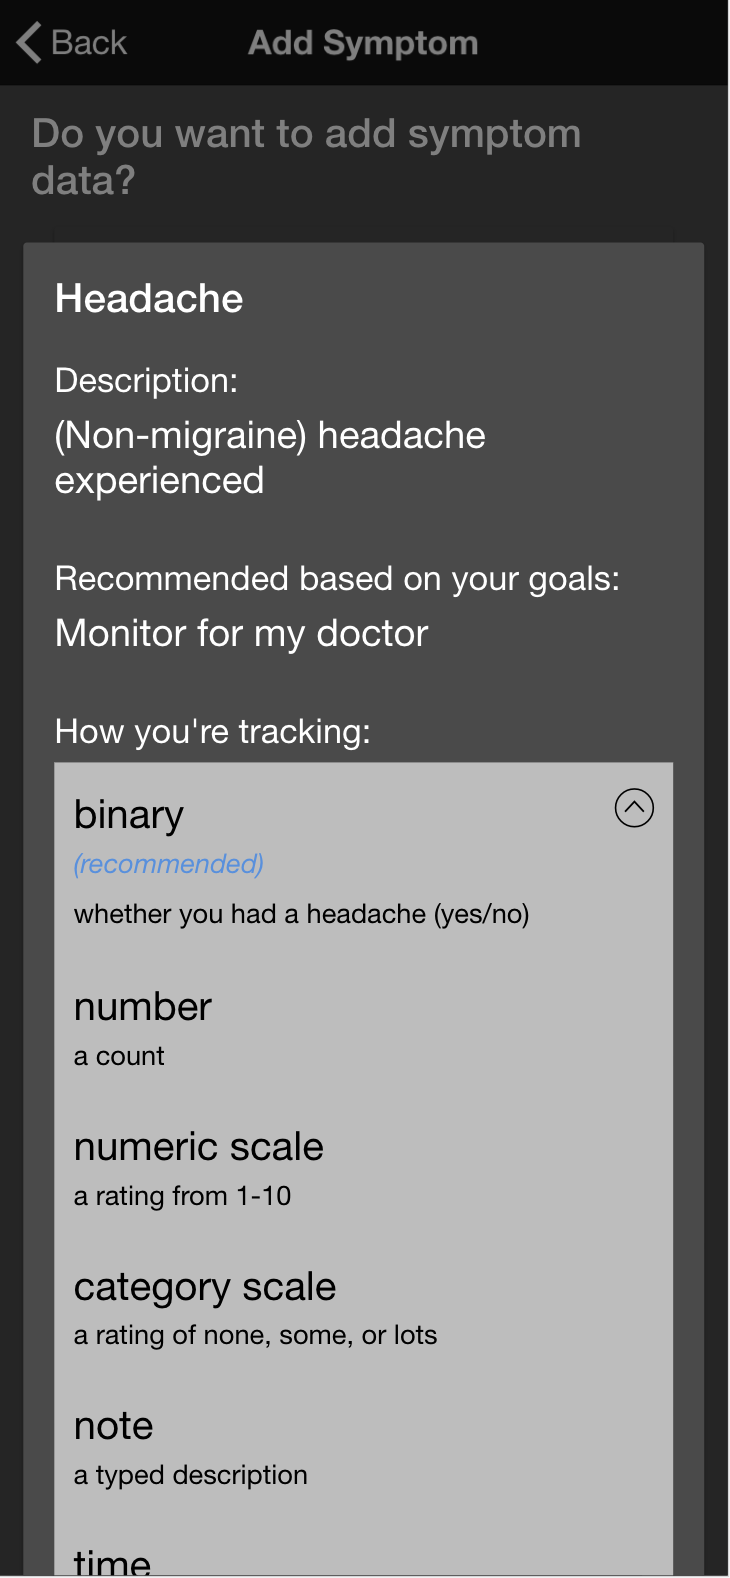 Back
Add Symptom
Do you want to add symptom
data?
Headache
Description:
(Non-migraine) headache
experienced
Recommended based on your goals:
Monitor for my doctor
How you're tracking:
binary
(recommended)
whether you had a headache (yes/no)
number
a count
numeric scale
a rating from 1-10
category scale
a rating of none, some, or lots
note
a typed description
time